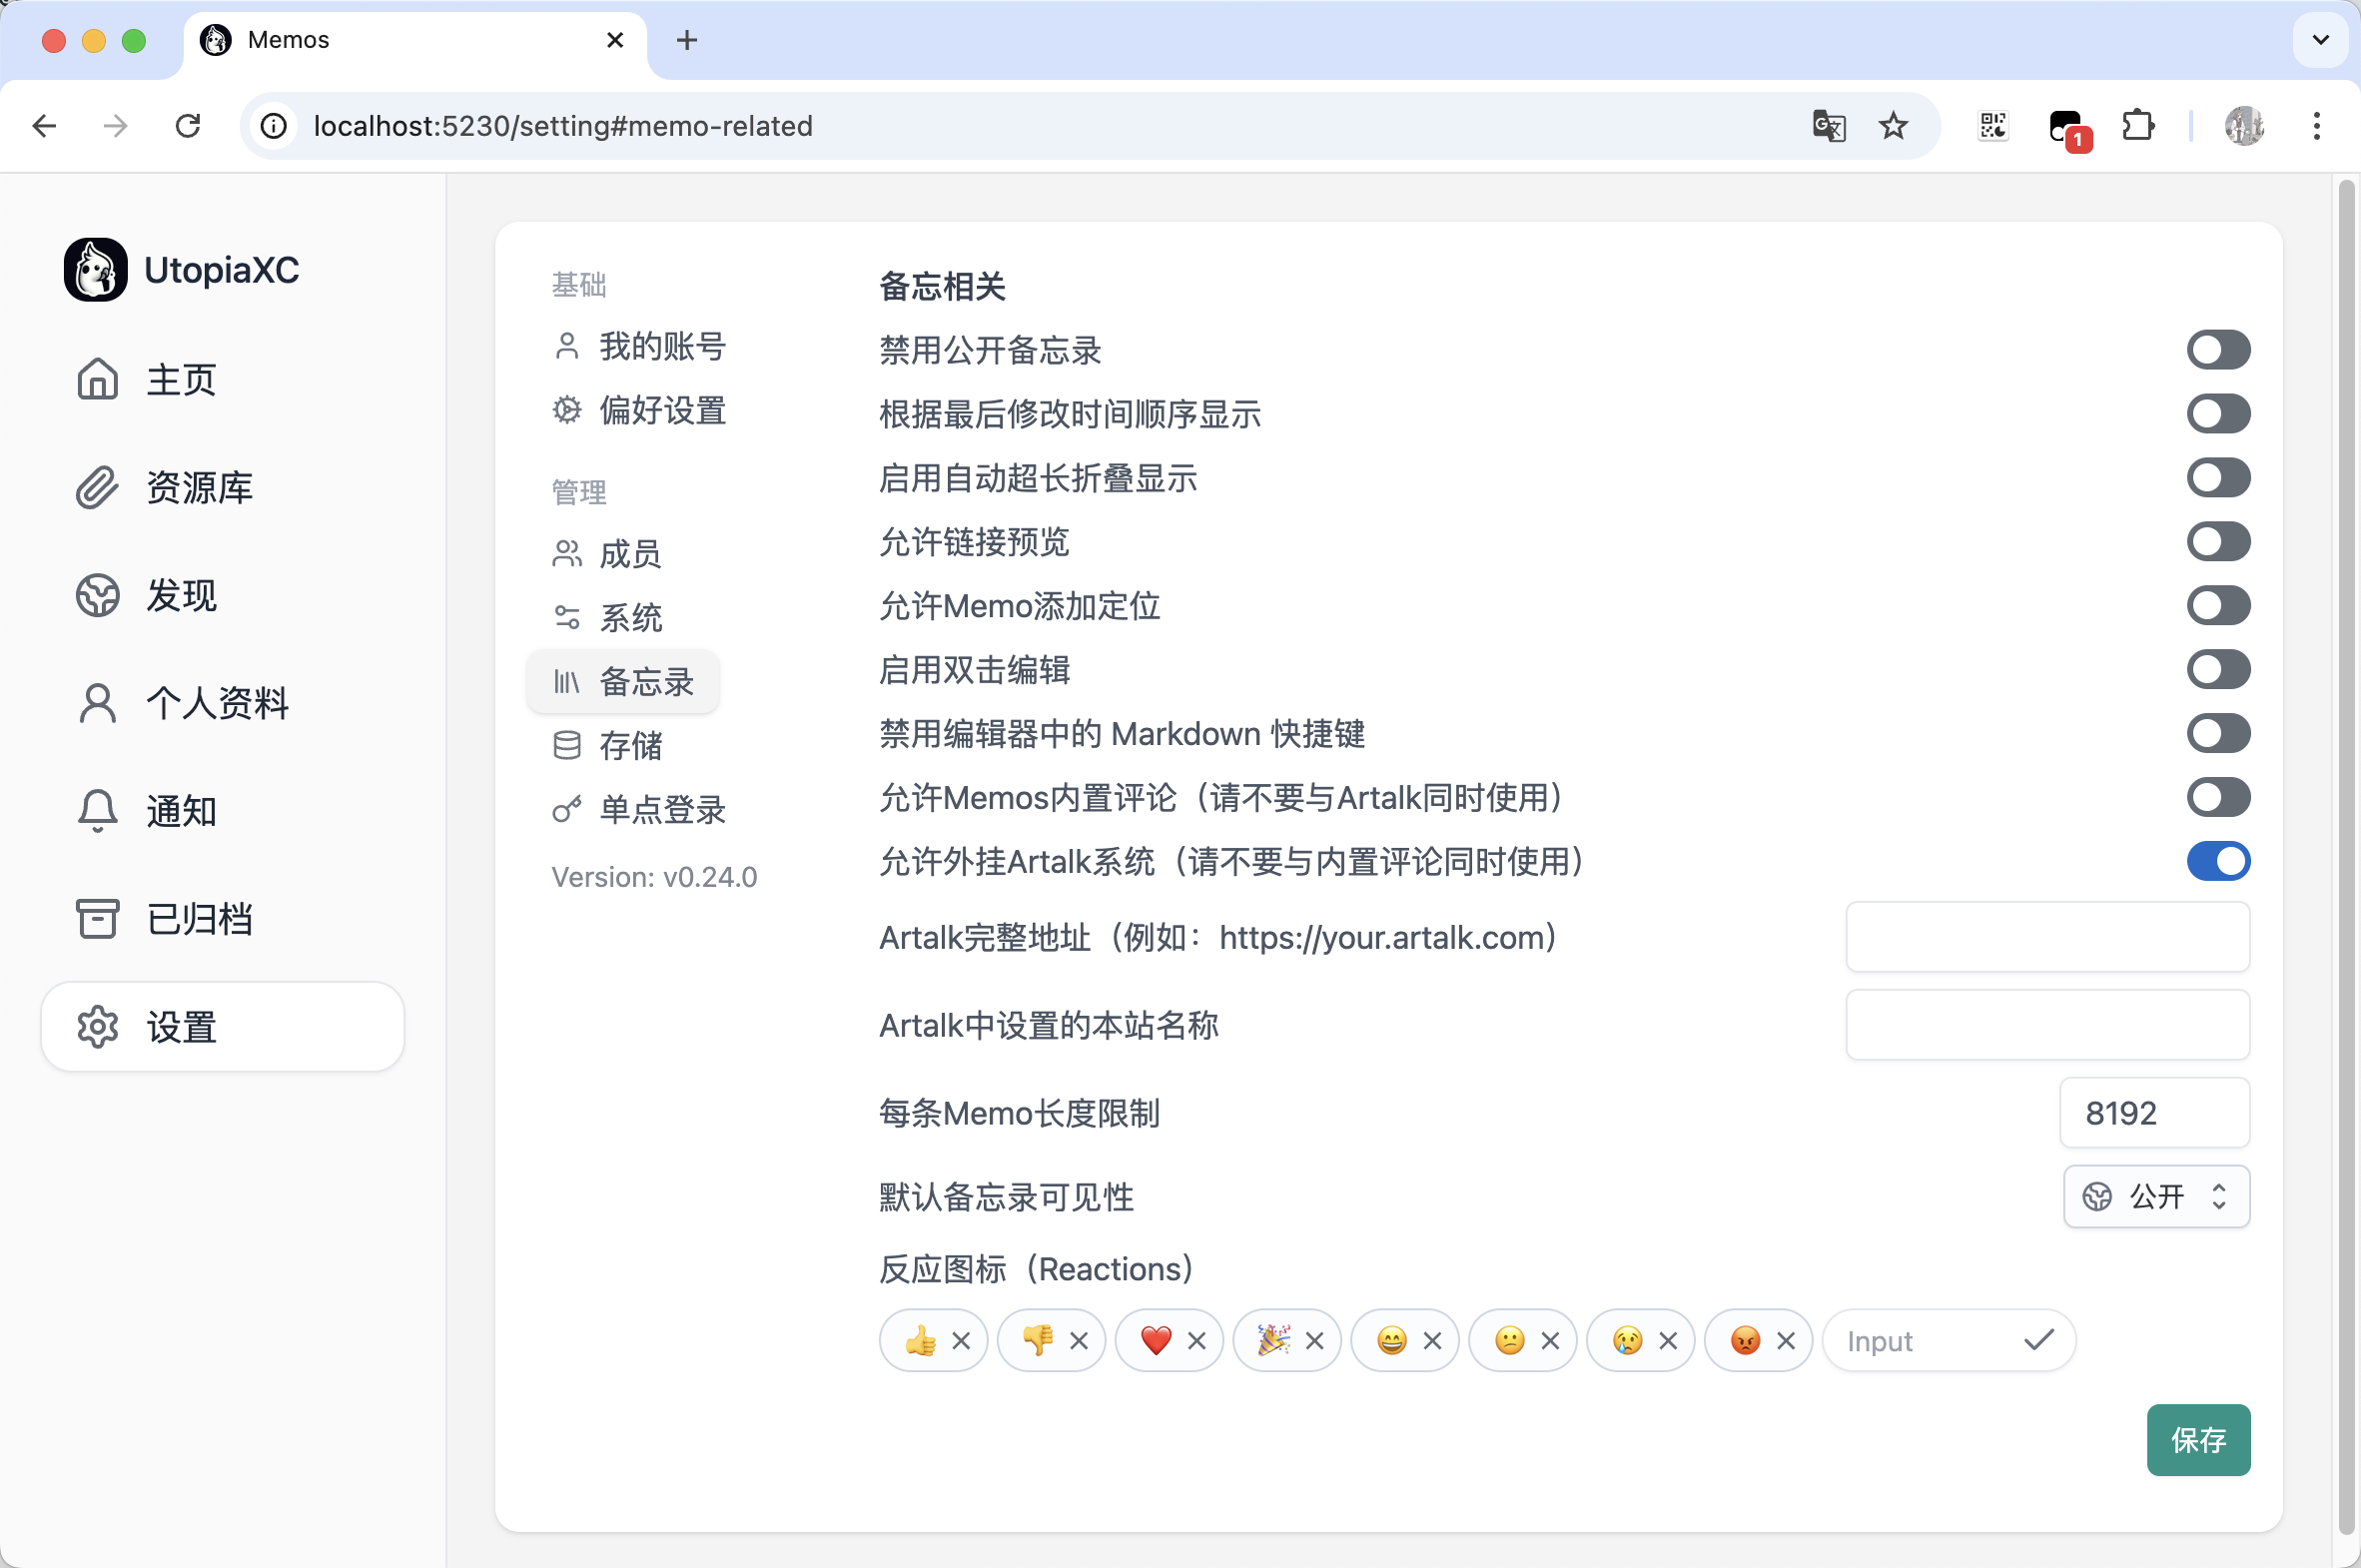 Memos
localhost:5230/setting#memo-related
1
UtopiaXC
主页
资源库
发现
个人资料
通知
已归档
设置
基础
我的账号
偏好设置
管理
成员
系统
备忘录
存储
单点登录
Version: v0.24.0
备忘相关
禁用公开备忘录
根据最后修改时间顺序显示
启用自动超长折叠显示
允许链接预览
允许Memo添加定位
启用双击编辑
禁用编辑器中的 Markdown 快捷键
允许Memos内置评论（请不要与Artalk同时使用）
允许外挂Artalk系统（请不要与内置评论同时使用）
Artalk完整地址（例如：https://your.artalk.com）
Artalk中设置的本站名称
每条Memo长度限制
8192
默认备忘录可见性
公开
反应图标（Reactions）
👍 👎 ❤️ 🎉 😄 😕 😢 😡 Input
保存